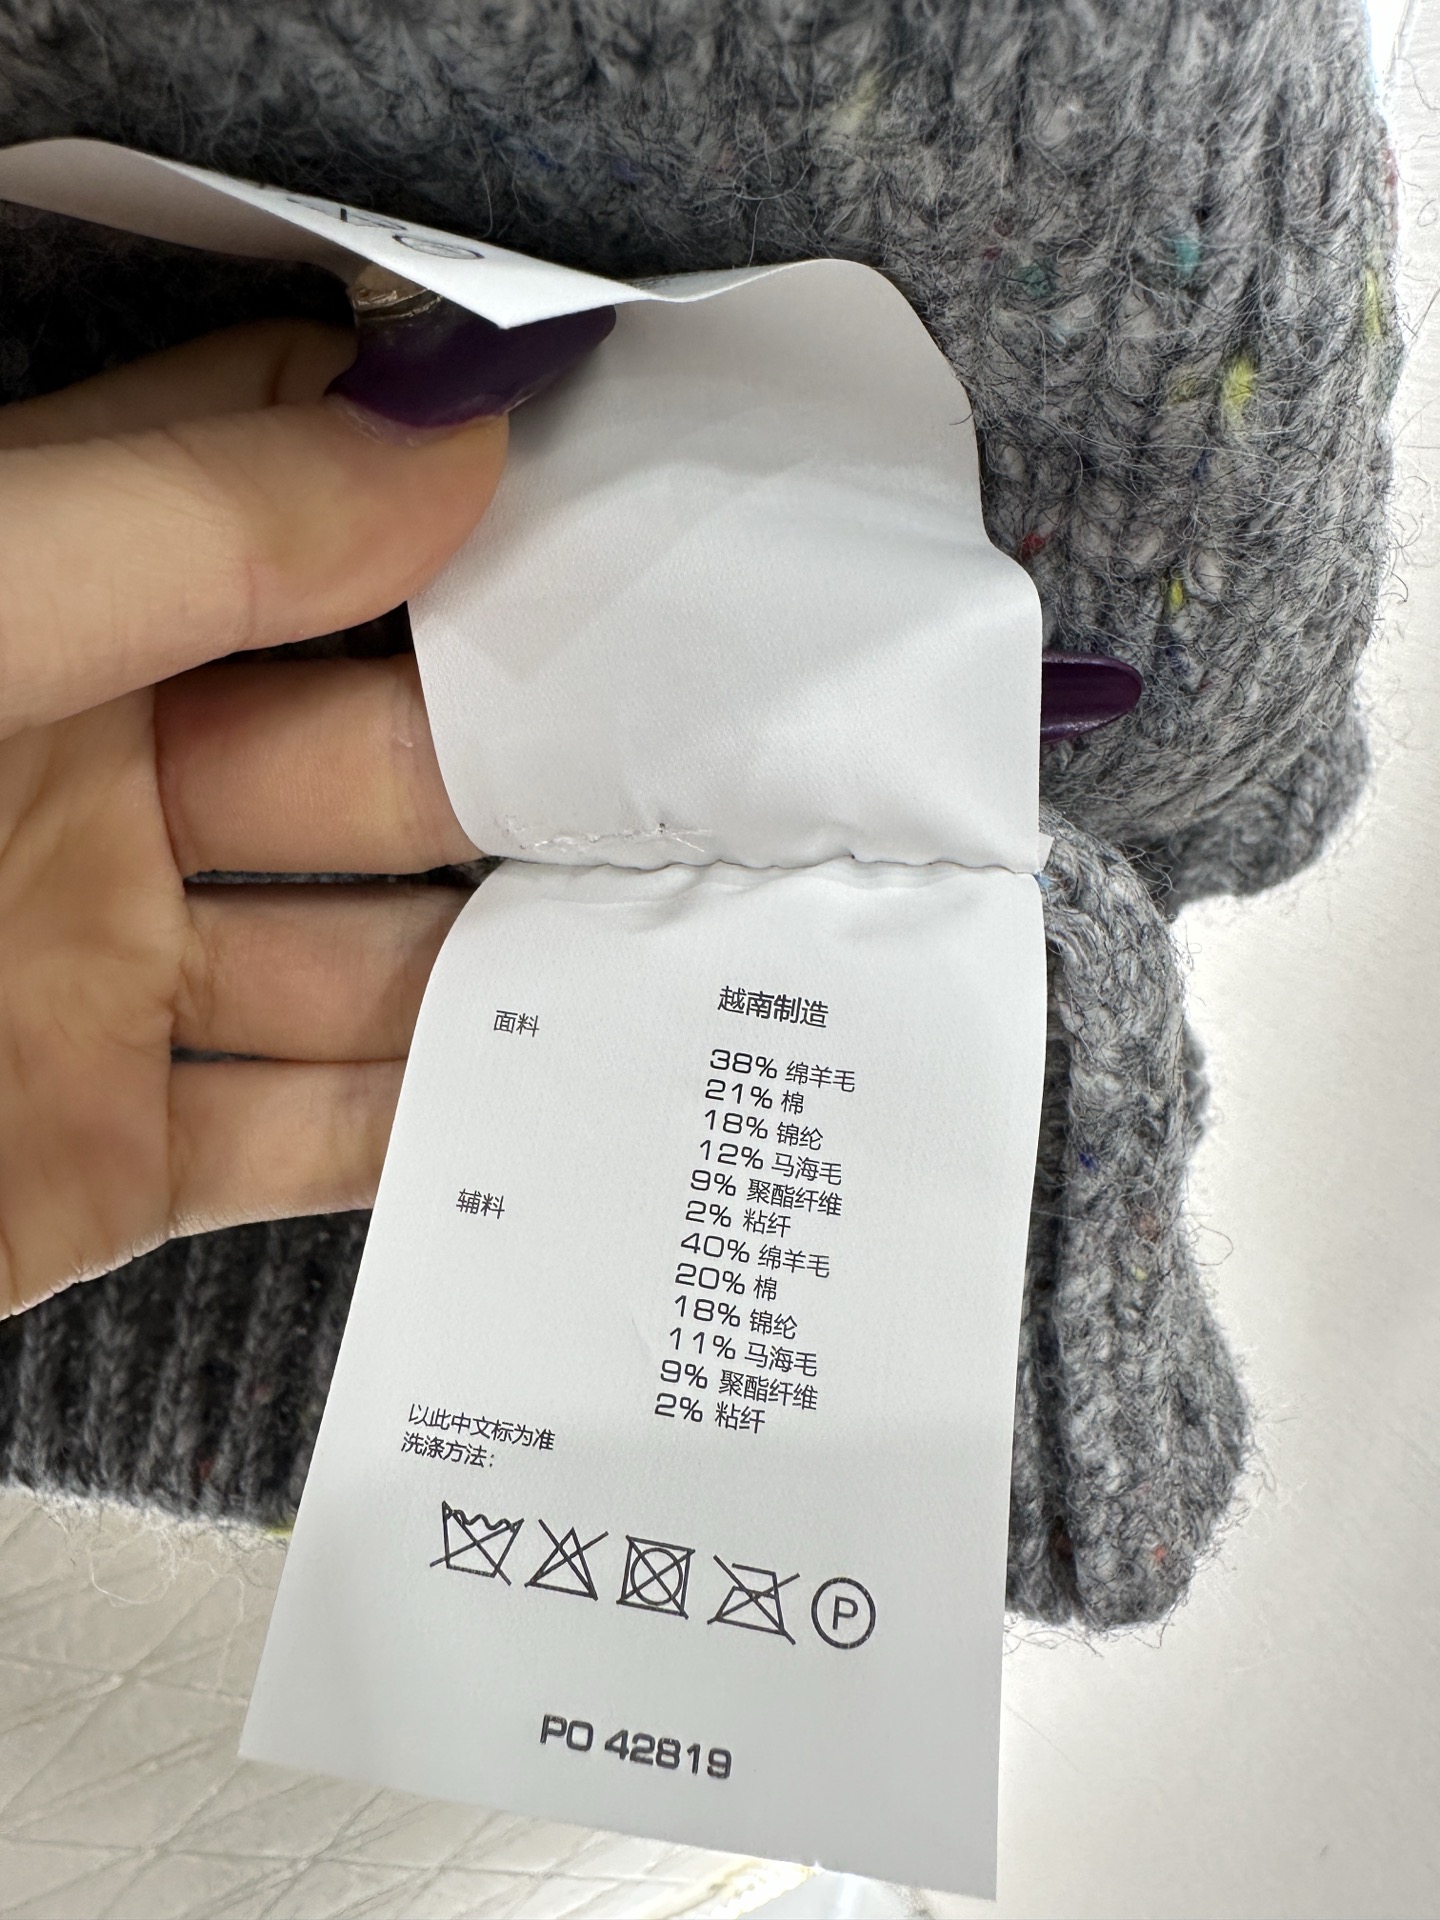 越南制造
面料
38% 绵羊毛
21% 棉
18% 锦纶
12% 马海毛
9% 聚酯纤维
2% 粘纤
辅料
40% 绵羊毛
20% 棉
18% 锦纶
11% 马海毛
9% 聚酯纤维
2% 粘纤
以此中文标为准
洗涤方法：
P
PO 42819